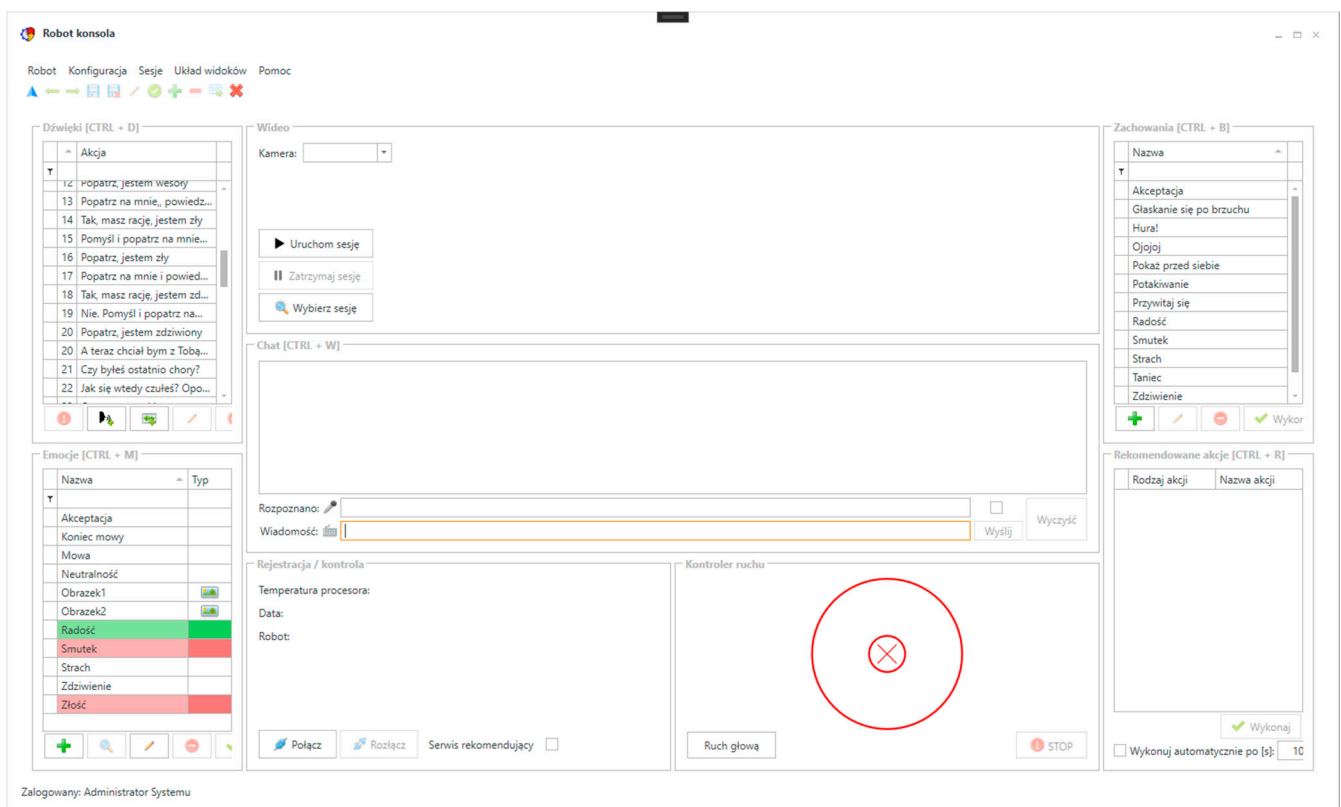 Robot konsola
Robot Konfiguracja Sesje Układ widoków Pomoc
Dźwięki [CTRL + D]
Akcja
12 Popatrz, jestem wesoły
13 Popatrz na mnie,, powiedz...
14 Tak, masz rację, jestem zły
15 Pomyśl i popatrz na mnie...
16 Popatrz, jestem zły
17 Popatrz na mnie i powied...
18 Tak, masz rację, jestem zd...
19 Nie. Pomyśl i popatrz na...
20 Popatrz, jestem zdziwiony
20 A teraz chciał bym z Tobą...
21 Czy byłeś ostatnio chory?
22 Jak się wtedy czułeś? Opo...
Emocje [CTRL + M]
Nazwa Typ
Akceptacja
Koniec mowy
Mowa
Neutralność
Obrazek1
Obrazek2
Radość
Smutek
Strach
Zdziwienie
Złość
Wideo
Kamera:
Uruchom sesję
Zatrzymaj sesję
Wybierz sesję
Chat [CTRL + W]
Rozpoznano:
Wiadomość:
Wyślij
Wyczyść
Rejestracja / kontrola
Temperatura procesora:
Data:
Robot:
Połącz
Rozłącz
Serwis rekomendujący
Kontroler ruchu
Ruch głową
STOP
Zachowania [CTRL + B]
Nazwa
Akceptacja
Głaskanie się po brzuchu
Hura!
Ojojoj
Pokaż przed siebie
Potakiwanie
Przywitaj się
Radość
Smutek
Strach
Taniec
Zdziwienie
Wykor
Rekomendowane akcje [CTRL + R]
Rodzaj akcji Nazwa akcji
Wykonaj
Wykonuj automatycznie po [s]: 10
Zalogowany: Administrator Systemu